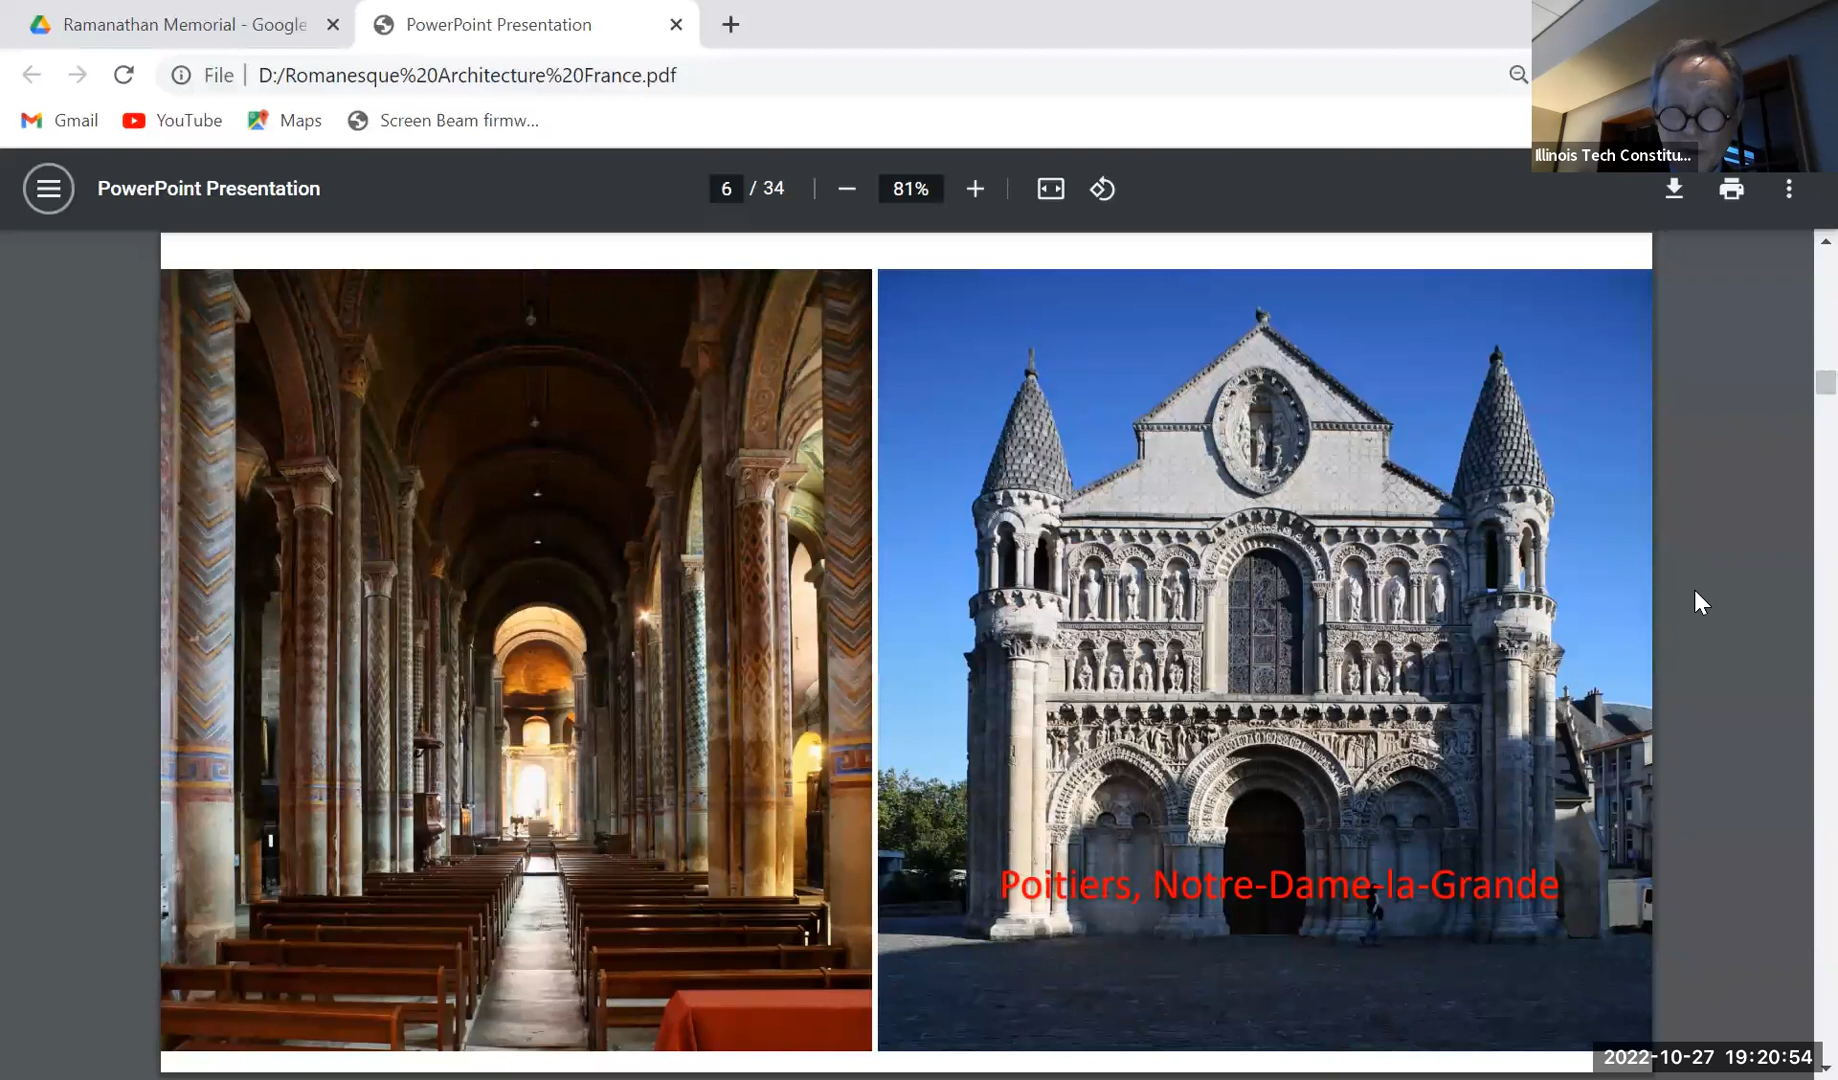 Ramanathan Memorial - Google
PowerPoint Presentation
File
D:/Romanesque%20Architecture%20France.pdf
Gmail
YouTube
Maps
Screen Beam firmw...
Illinois Tech Constitu...
PowerPoint Presentation
6 / 34
81%
Poitiers, Notre-Dame-la-Grande
2022-10-27 19:20:54